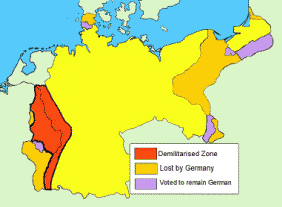 Demilitarised Zone
Lost by Germany
Voted to remain German